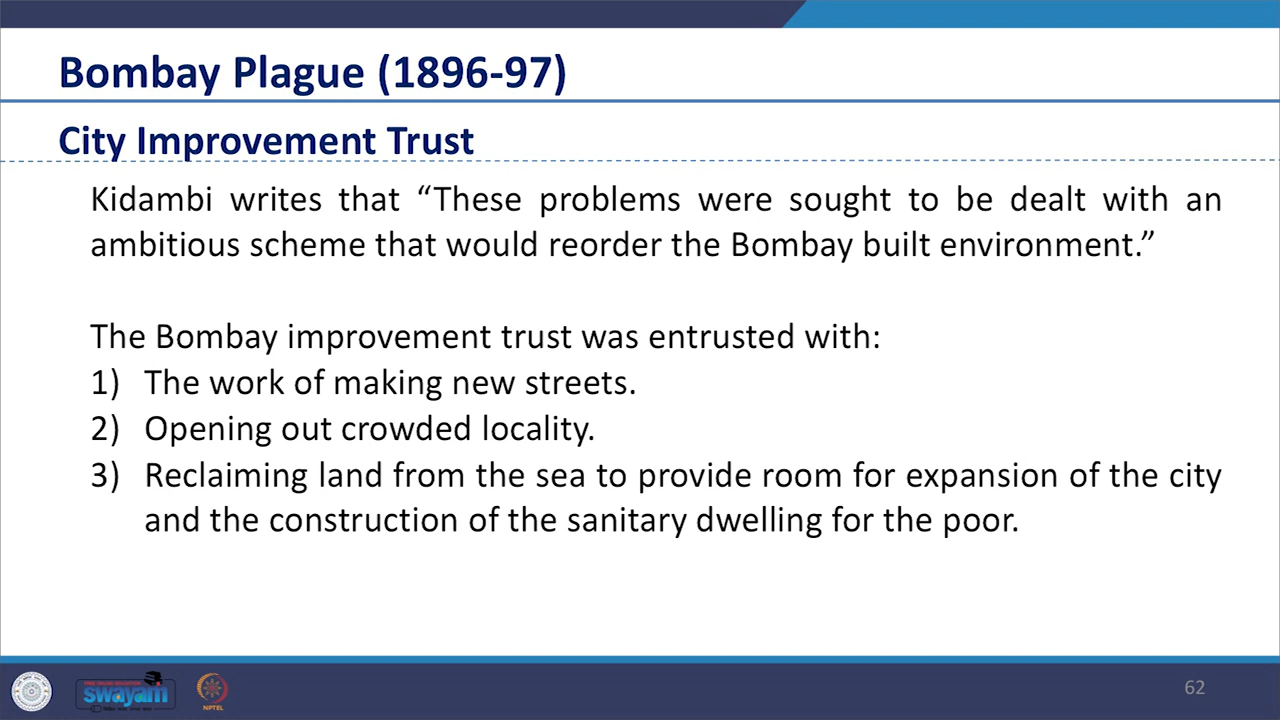 Bombay Plague (1896-97)
City Improvement Trust
Kidambi writes that “These problems were sought to be dealt with an
ambitious scheme that would reorder the Bombay built environment.”
The Bombay improvement trust was entrusted with:
1) The work of making new streets.
2) Opening out crowded locality.
3) Reclaiming land from the sea to provide room for expansion of the city
and the construction of the sanitary dwelling for the poor.
swayam
NPTEL
62